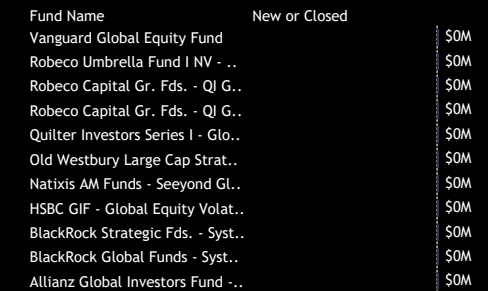 Fund Name New or Closed
Vanguard Global Equity Fund $0M
Robeco Umbrella Fund I NV - .. $0M
Robeco Capital Gr. Fds. - QI G.. $0M
Robeco Capital Gr. Fds. - QI G.. $0M
Quilter Investors Series I - Glo.. $0M
Old Westbury Large Cap Strat.. $0M
Natixis AM Funds - Seeyond Gl.. $0M
HSBC GIF - Global Equity Volat.. $0M
BlackRock Strategic Fds. - Syst.. $0M
BlackRock Global Funds - Syst.. $0M
Allianz Global Investors Fund -.. $0M